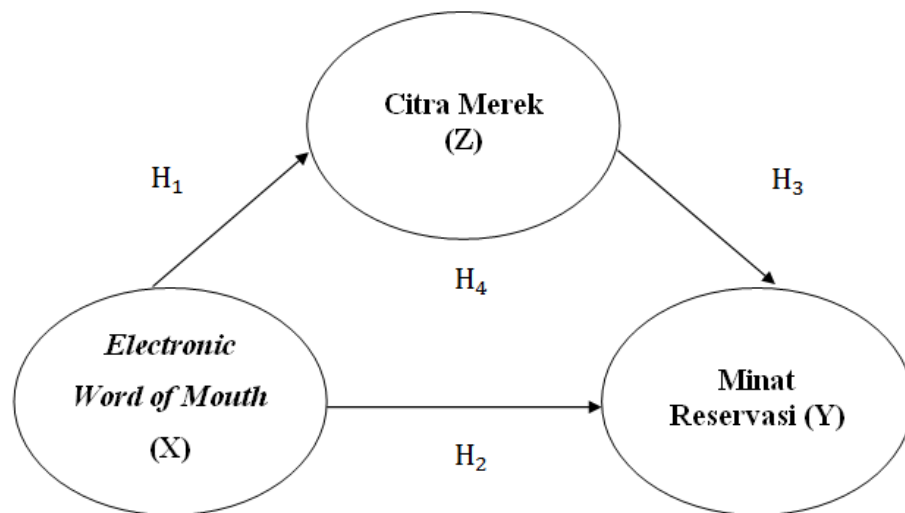 Citra Merek
(Z)
H₁
H₃
H₄
Electronic
Word of Mouth
(X)
Minat
Reservasi (Y)
H₂